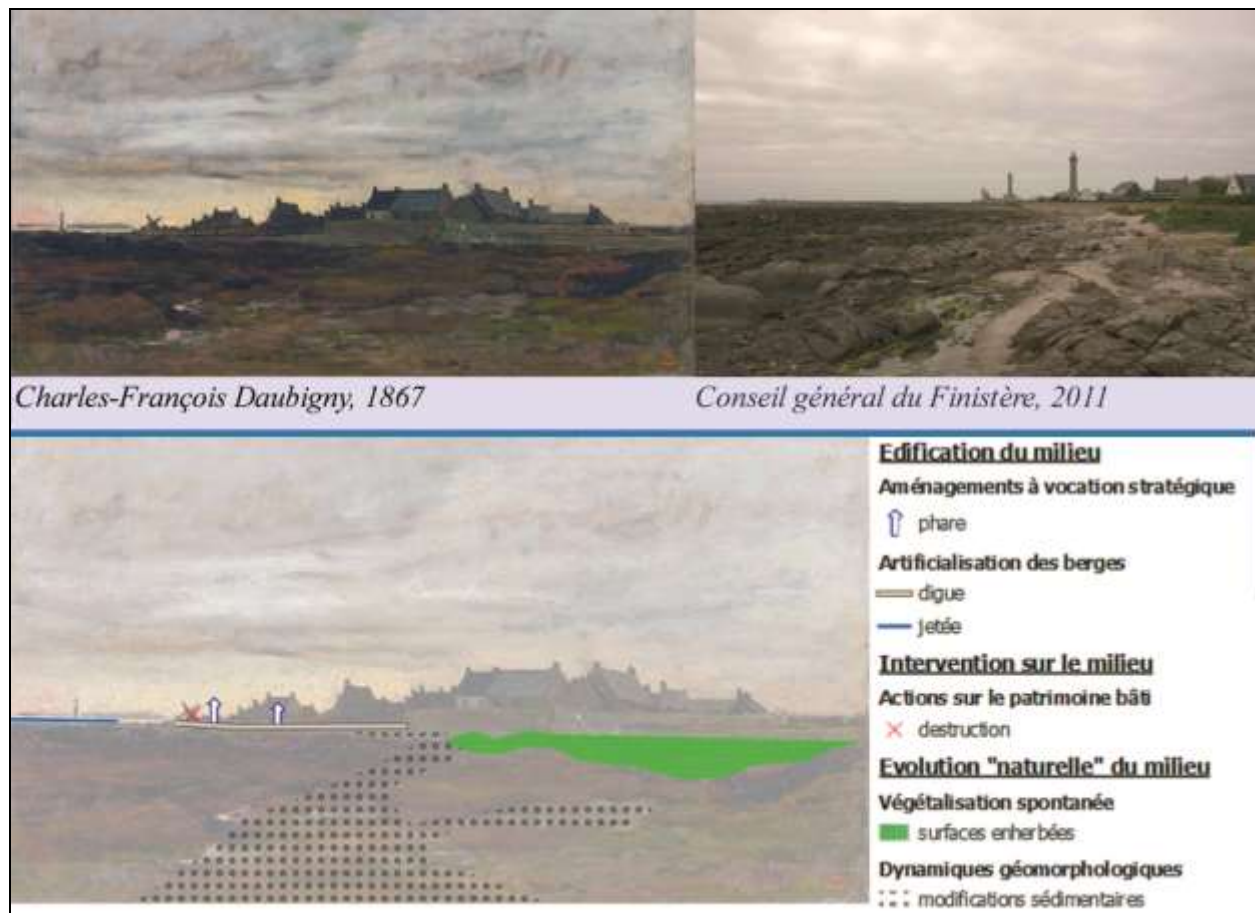 Charles-François Daubigny, 1867
Conseil général du Finistère, 2011
Edification du milieu
Aménagements à vocation stratégique
phare
Artificialisation des berges
digue
jetée
Intervention sur le milieu
Actions sur le patrimoine bâti
destruction
Evolution "naturelle" du milieu
Végétalisation spontanée
surfaces enherbées
Dynamiques géomorphologiques
modifications sédimentaires